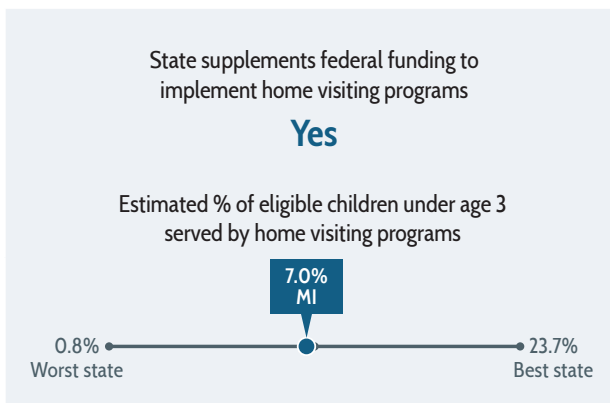 State supplements federal funding to
implement home visiting programs
Yes
Estimated % of eligible children under age 3
served by home visiting programs
7.0%
MI
0.8%
Worst state
23.7%
Best state